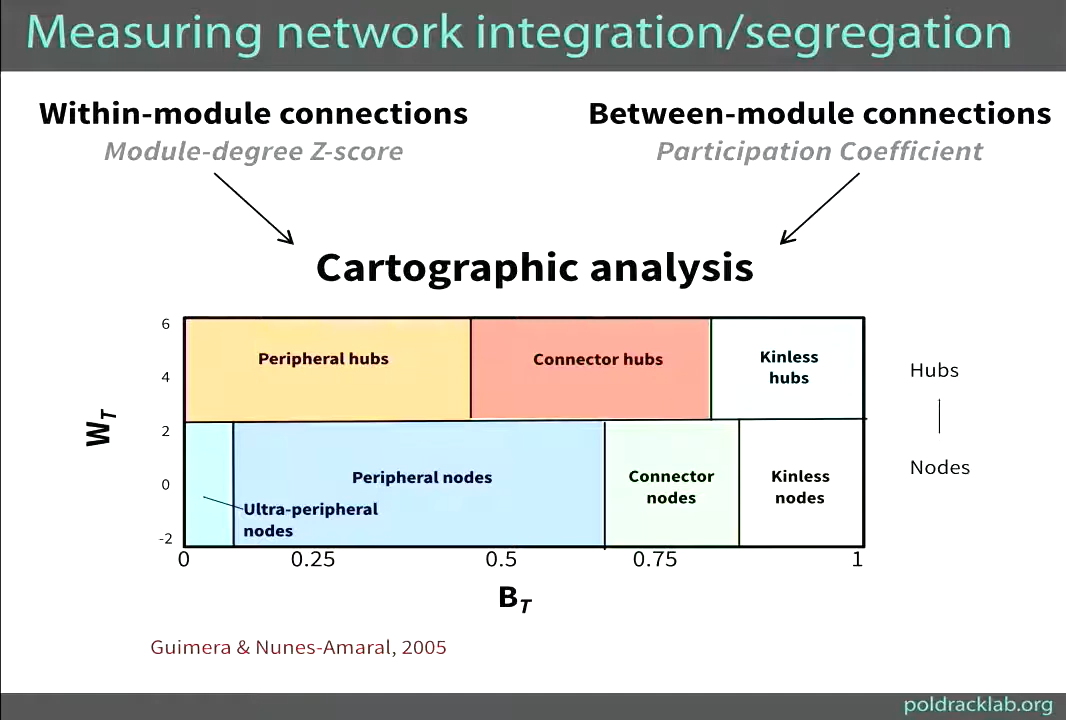 Measuring network integration/segregation
Within-module connections
Module-degree Z-score
Between-module connections
Participation Coefficient
Cartographic analysis
6
4
2
0
-2
W_T
Peripheral hubs
Connector hubs
Kinless
hubs
Peripheral nodes
Ultra-peripheral
nodes
Connector
nodes
Kinless
nodes
Hubs
Nodes
0
0.25
0.5
0.75
1
B_T
Guimera & Nunes-Amaral, 2005
poldracklab.org